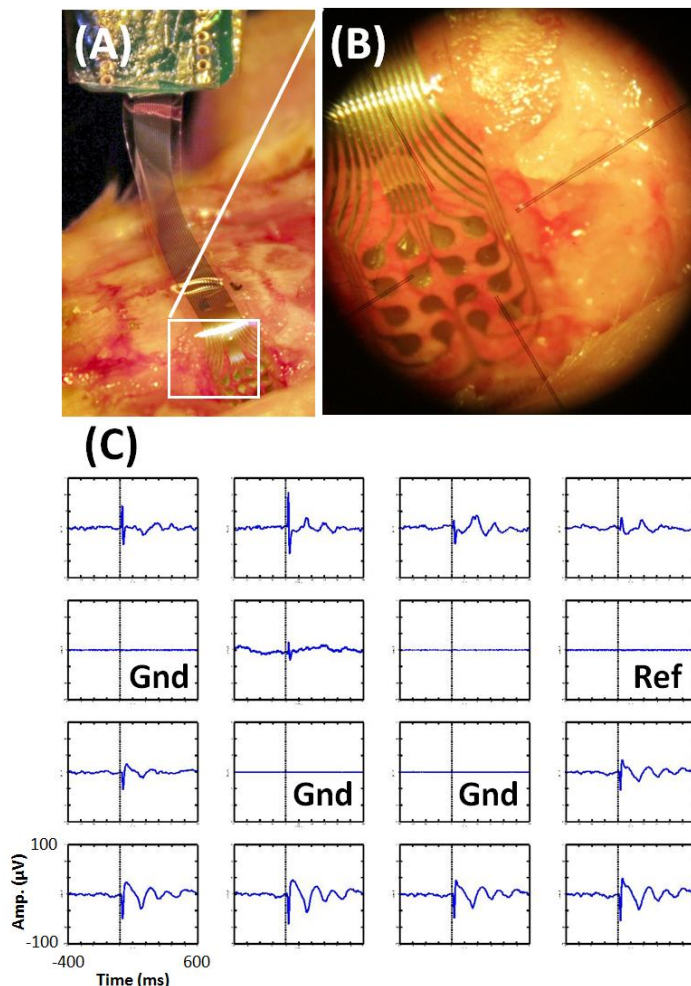 (A)
(B)
(C)
Gnd
Ref
Gnd
Gnd
100
Amp. (µV)
-100
-400
600
Time (ms)